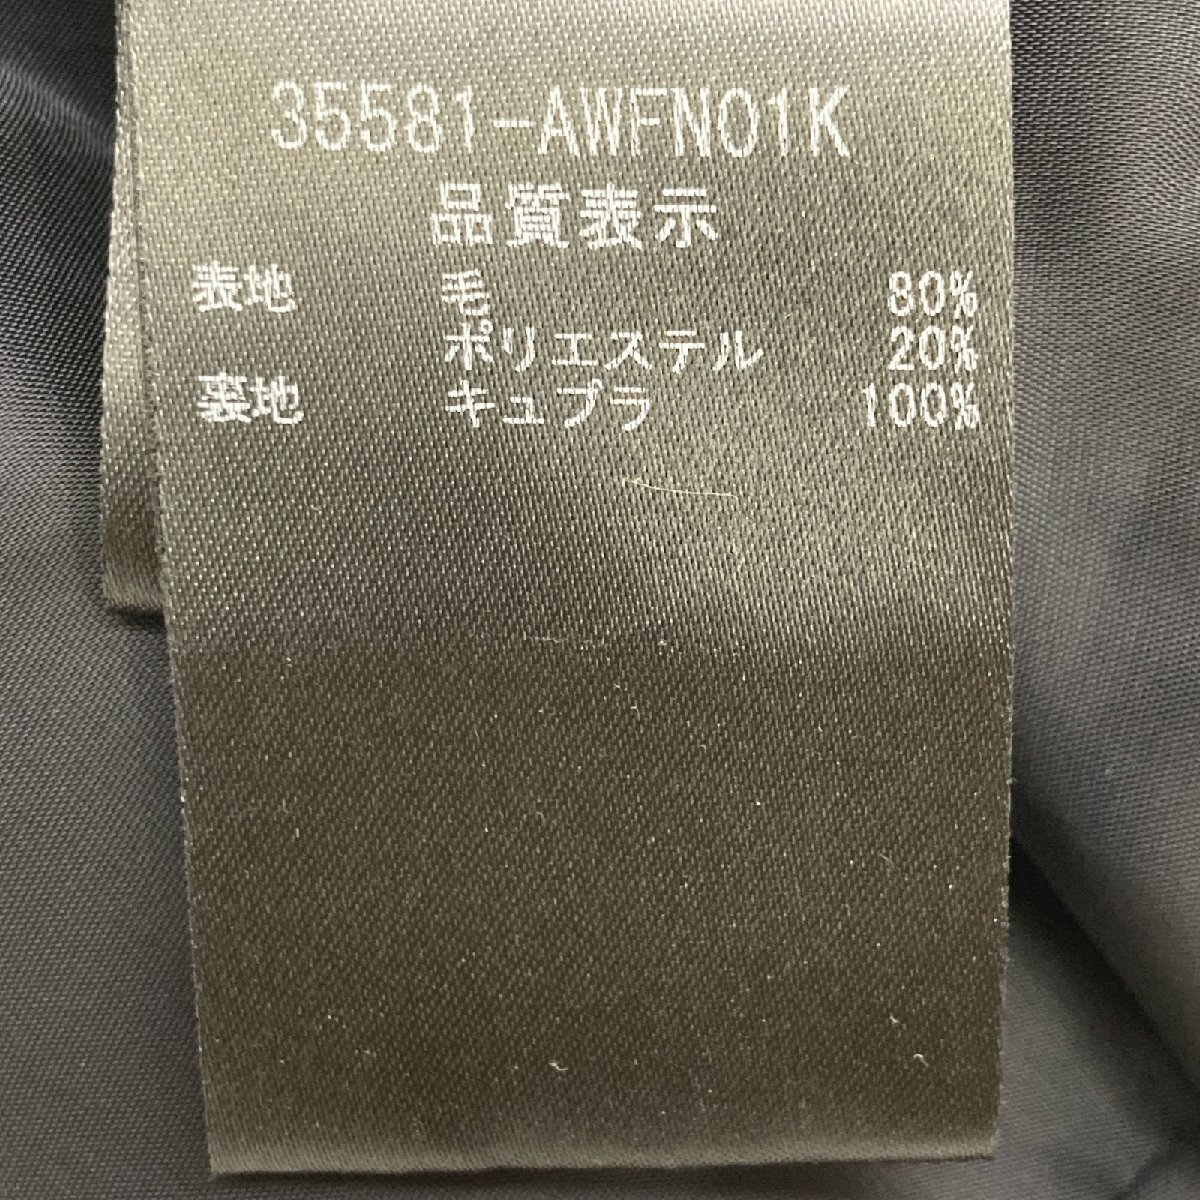 35581-AWFN01K
品質表示
表地 毛 80%
ポリエステル 20%
裏地 キュプラ 100%